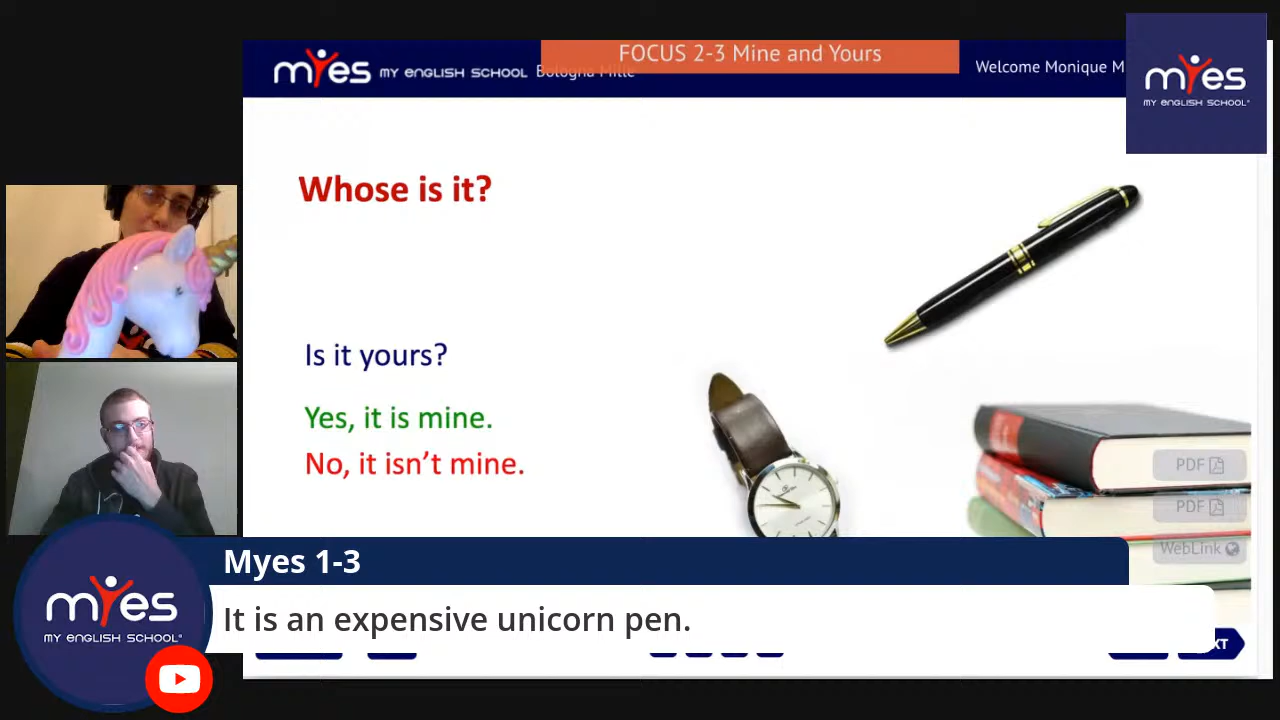 FOCUS 2-3 Mine and Yours
myes MY ENGLISH SCHOOL Bologna Mille
Welcome Monique M
myes
MY ENGLISH SCHOOL
Whose is it?
Is it yours?
Yes, it is mine.
No, it isn't mine.
PDF
PDF
WebLink
Myes 1-3
It is an expensive unicorn pen.
myes
MY ENGLISH SCHOOL